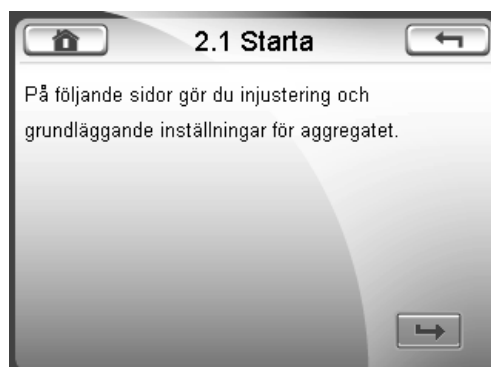 2.1 Starta
På följande sidor gör du injustering och
grundläggande inställningar för aggregatet.